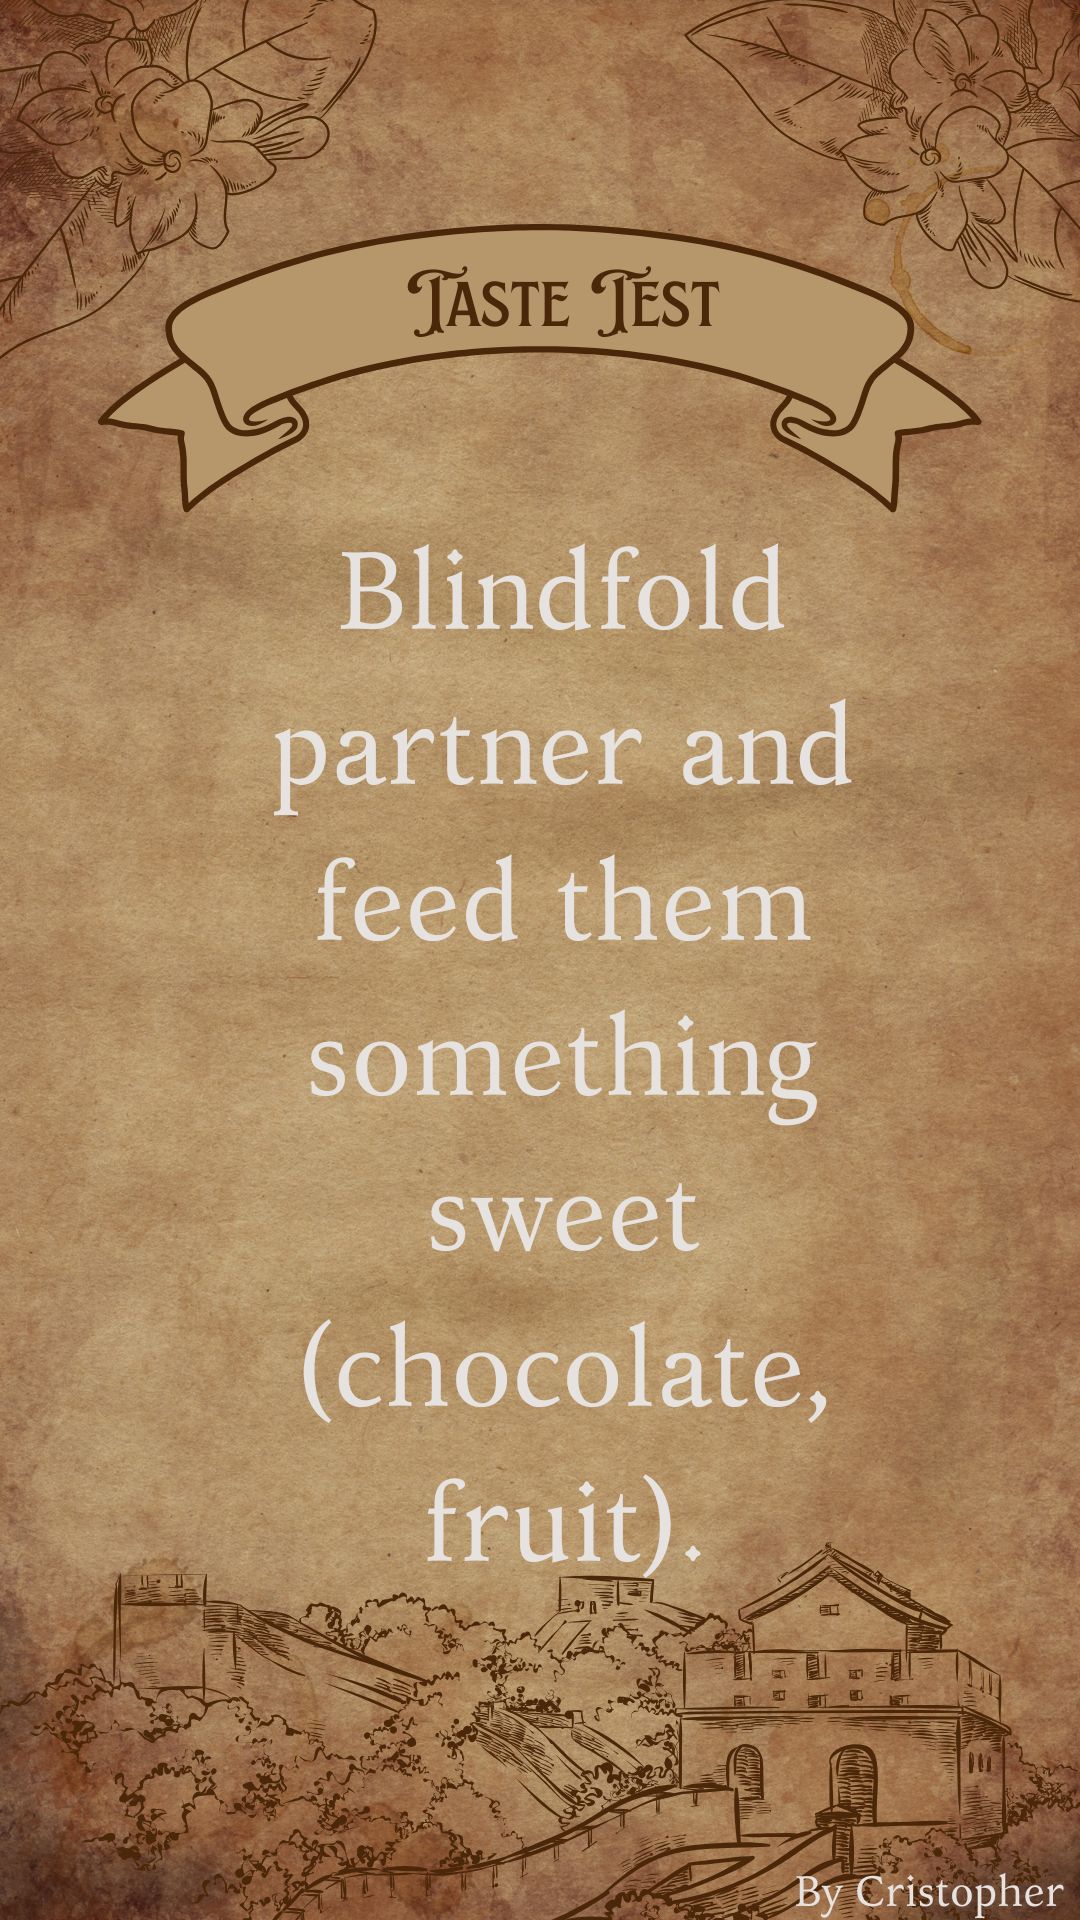 Taste Test
Blindfold
partner and
feed them
something
sweet
(chocolate,
fruit).
By Cristopher